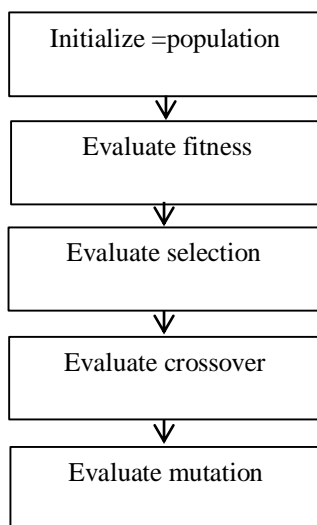 Initialize =population
Evaluate fitness
Evaluate selection
Evaluate crossover
Evaluate mutation